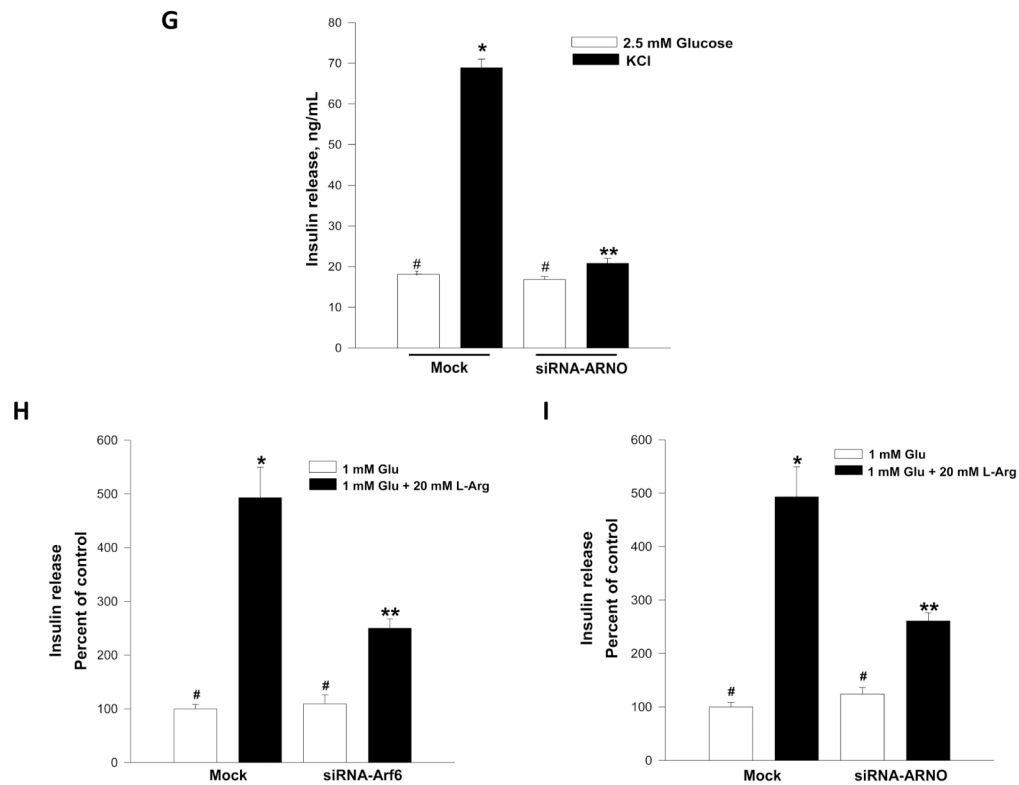 G
Insulin release, ng/mL
80
70
60
50
40
30
20
10
0
2.5 mM Glucose
KCl
#
*
#
**
Mock
siRNA-ARNO
H
Insulin release
Percent of control
600
500
400
300
200
100
0
1 mM Glu
1 mM Glu + 20 mM L-Arg
#
*
#
**
Mock
siRNA-Arf6
I
Insulin release
Percent of control
600
500
400
300
200
100
0
1 mM Glu
1 mM Glu + 20 mM L-Arg
#
*
#
**
Mock
siRNA-ARNO